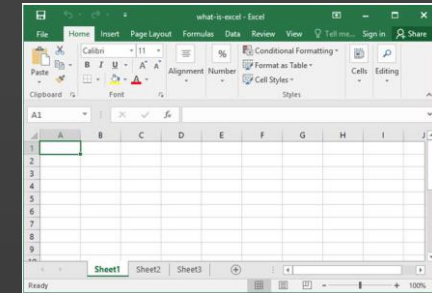 what-is-excel - Excel
File Home Insert Page Layout Formulas Data Review View Tell me... Sign in Share
Paste
Clipboard
Calibri 11 A A
B I U A
Font
Alignment
%
Number
Conditional Formatting
Format as Table
Cell Styles
Styles
Cells
Editing
A1 fx
A B C D E F G H I J
1
2
3
4
5
6
7
8
9
10
Sheet1 Sheet2 Sheet3
Ready 100%